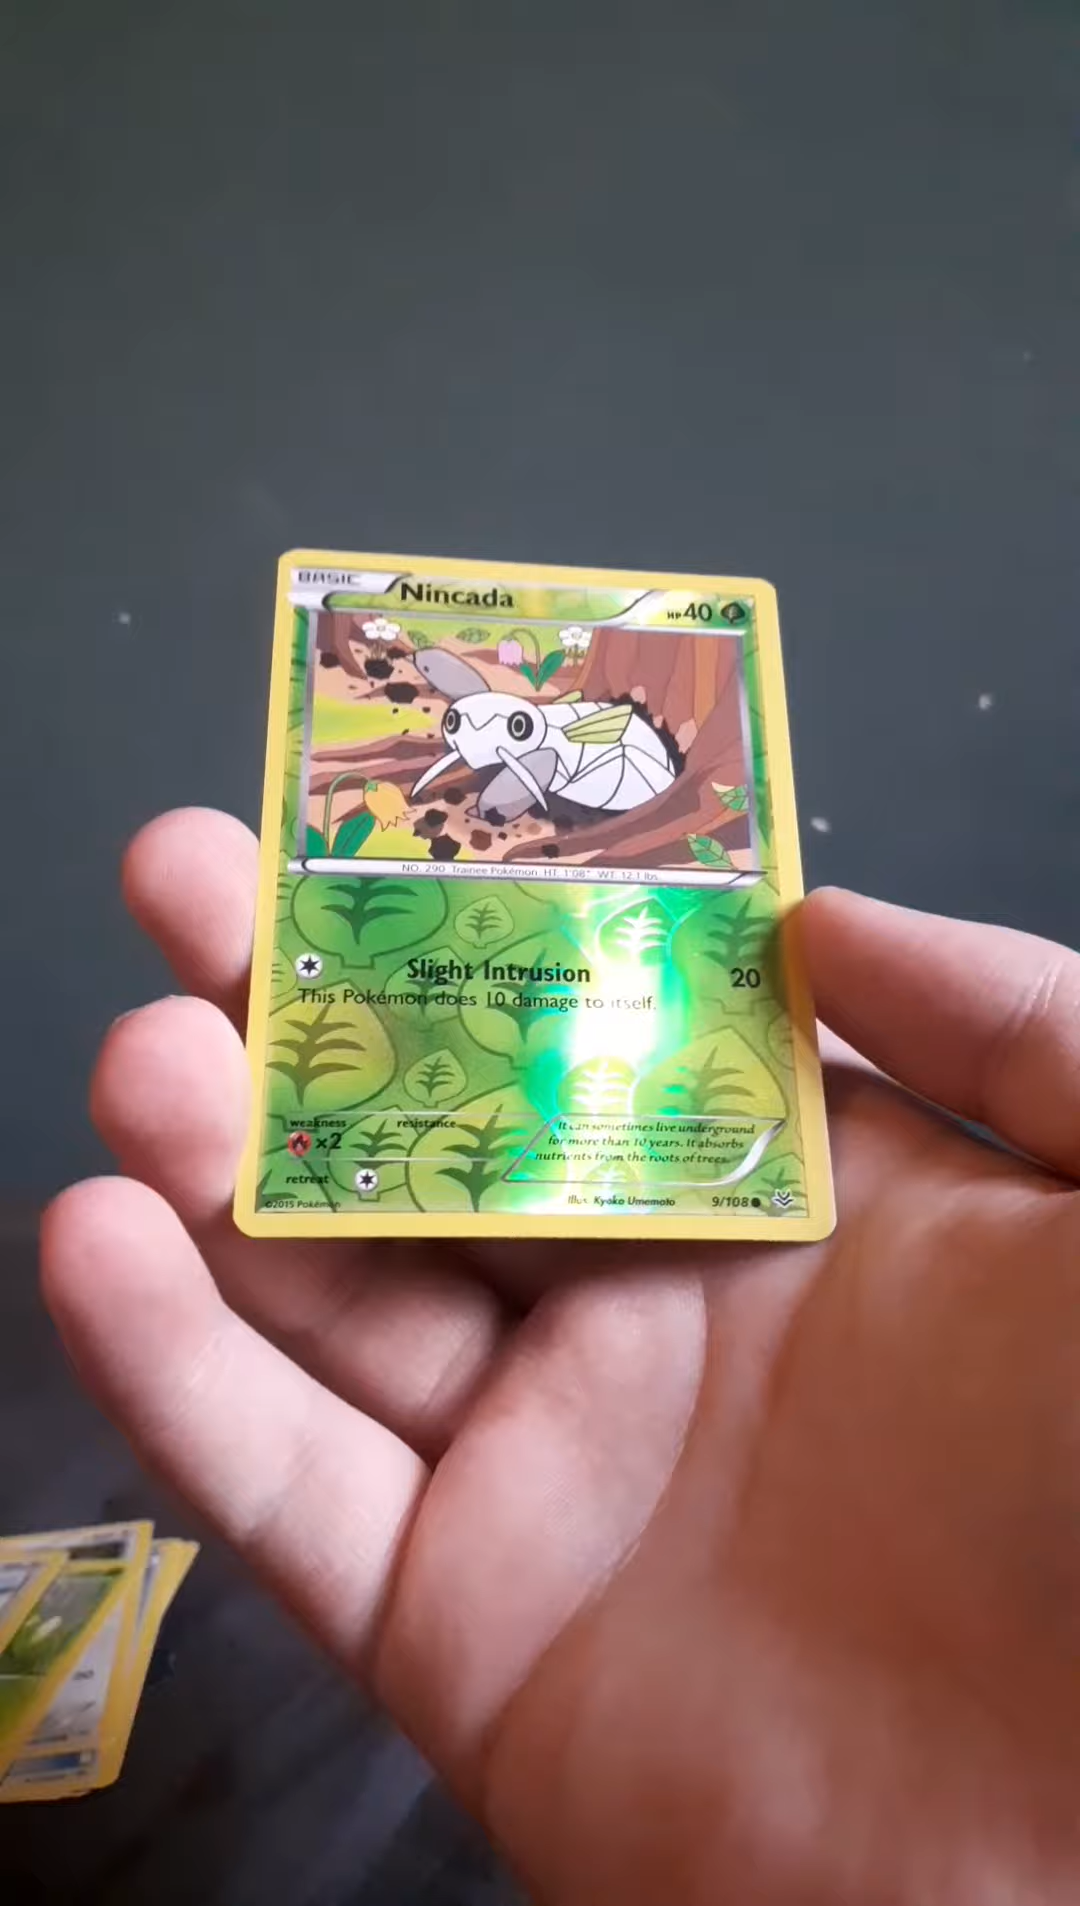 BASIC
Nincada
HP 40
NO. 290 Trainee Pokémon HT: 1'08" WT: 12.1 lbs.
Slight Intrusion 20
This Pokémon does 10 damage to itself.
weakness resistance
×2
retreat
It can sometimes live underground
for more than 10 years. It absorbs
nutrients from the roots of trees.
©2015 Pokémon Illus. Kyoko Umemoto 9/108